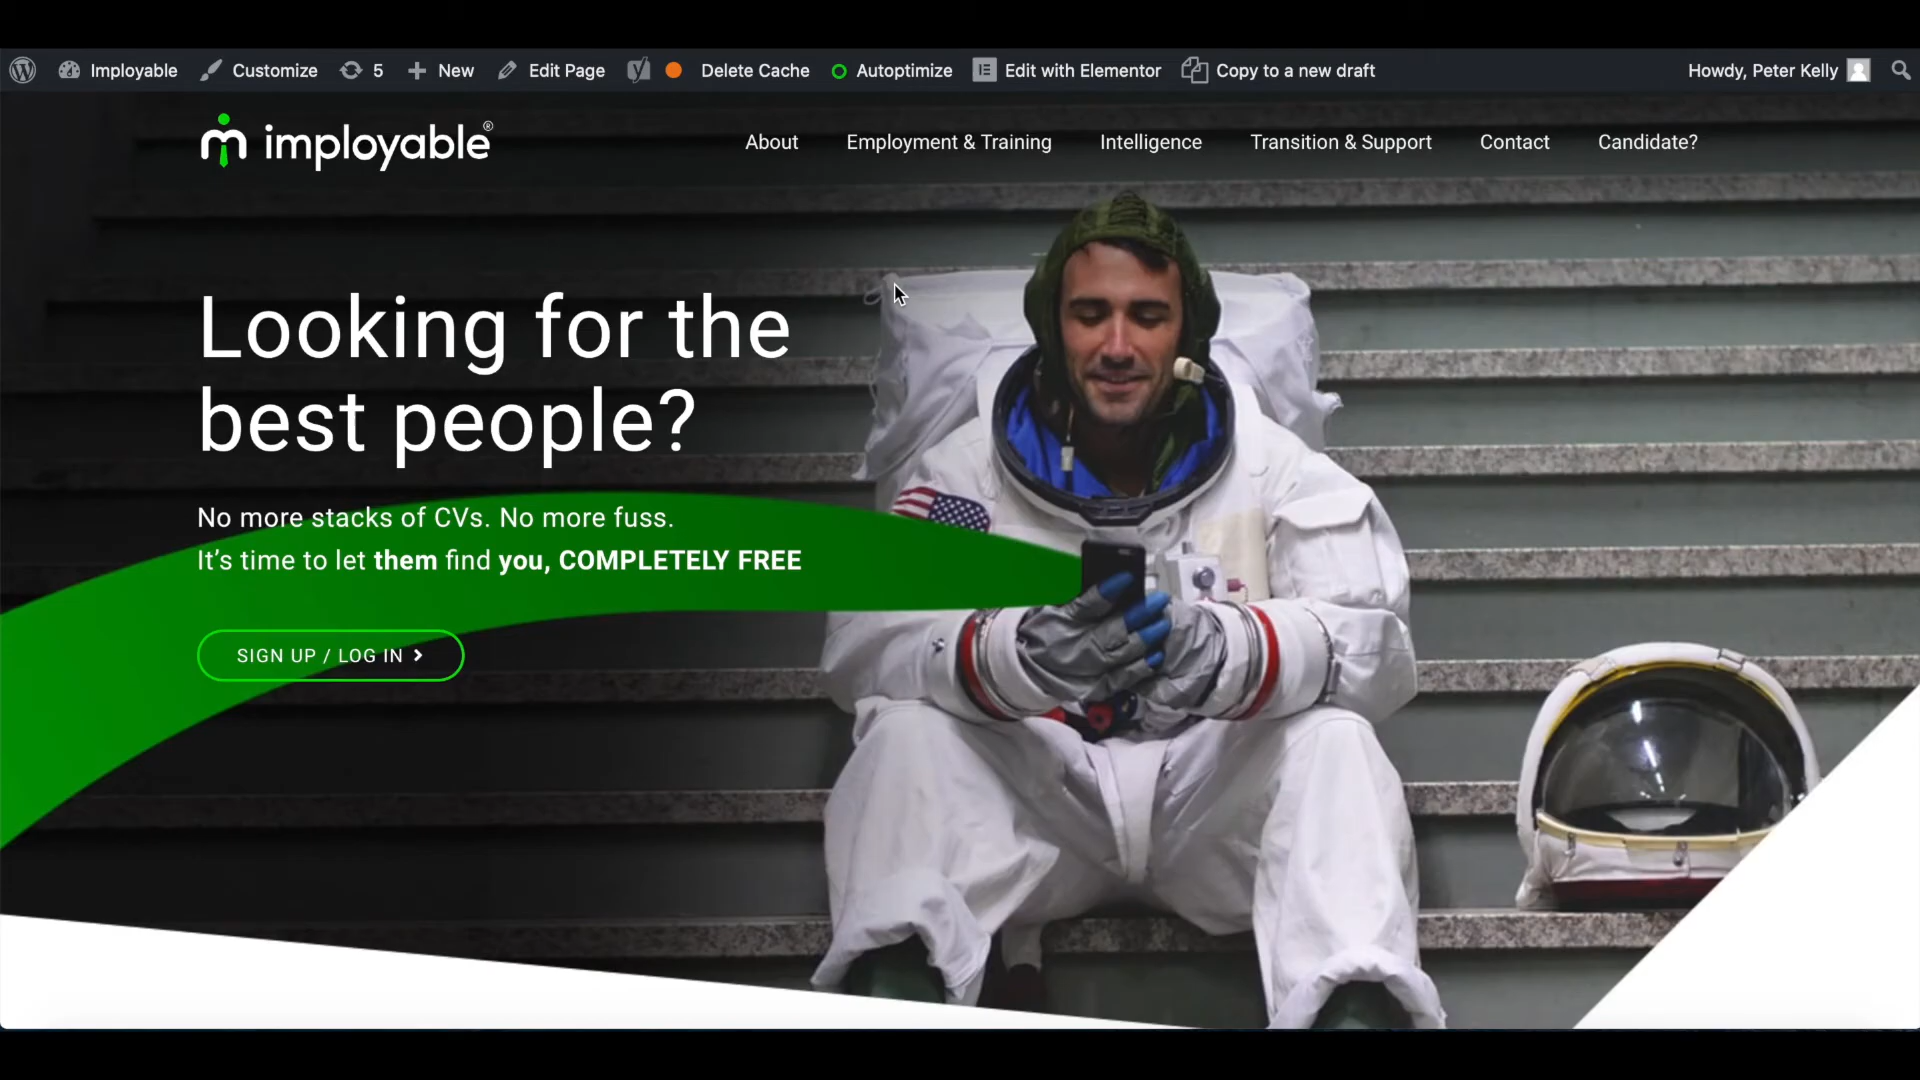 Imployable Customize 5 New Edit Page Delete Cache Autoptimize Edit with Elementor Copy to a new draft Howdy, Peter Kelly
imployable®
About Employment & Training Intelligence Transition & Support Contact Candidate?
Looking for the
best people?
No more stacks of CVs. No more fuss.
It’s time to let them find you, COMPLETELY FREE
SIGN UP / LOG IN